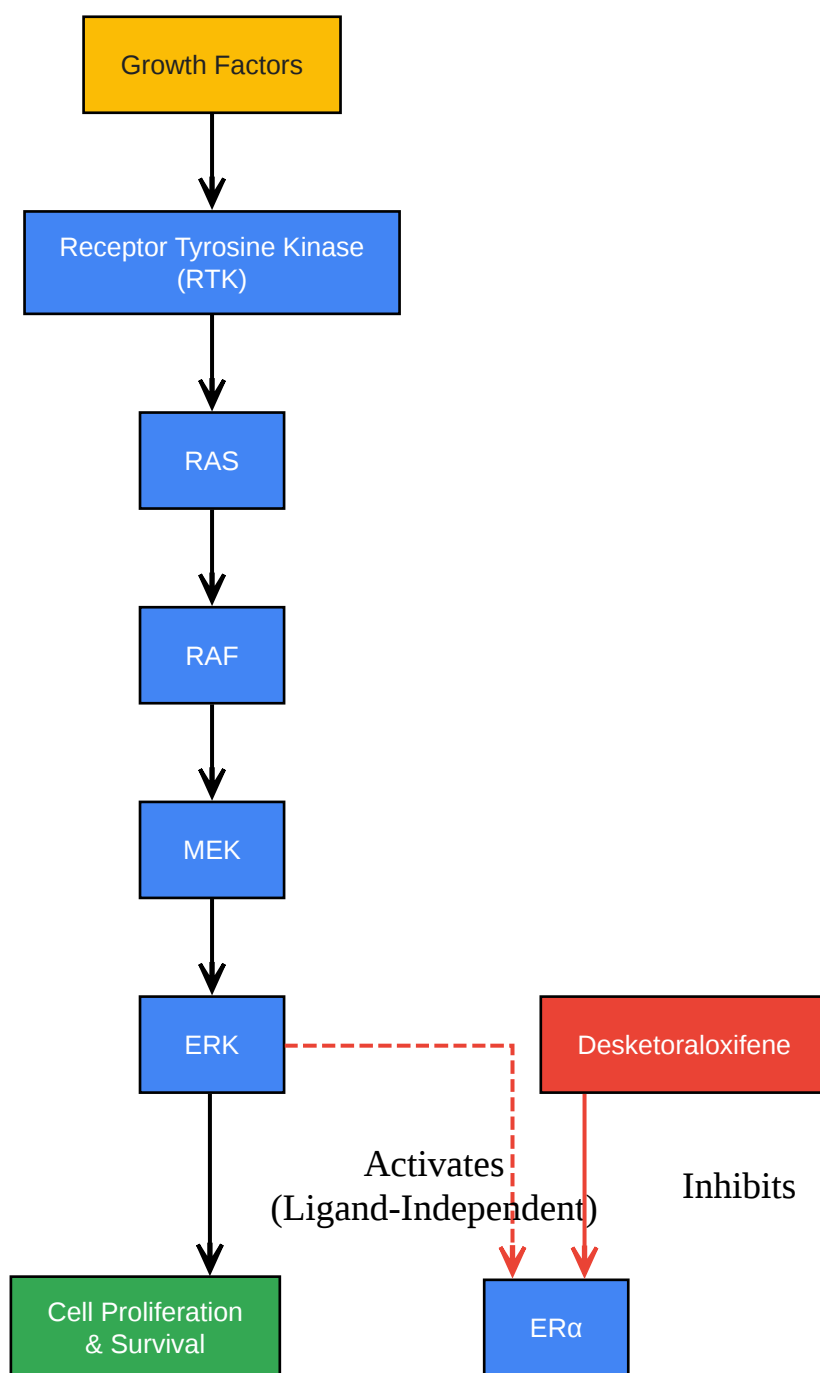 Growth Factors
Receptor Tyrosine Kinase
(RTK)
RAS
RAF
MEK
ERK
Desketoraloxifene
Activates
(Ligand-Independent)
Inhibits
Cell Proliferation
& Survival
ERα